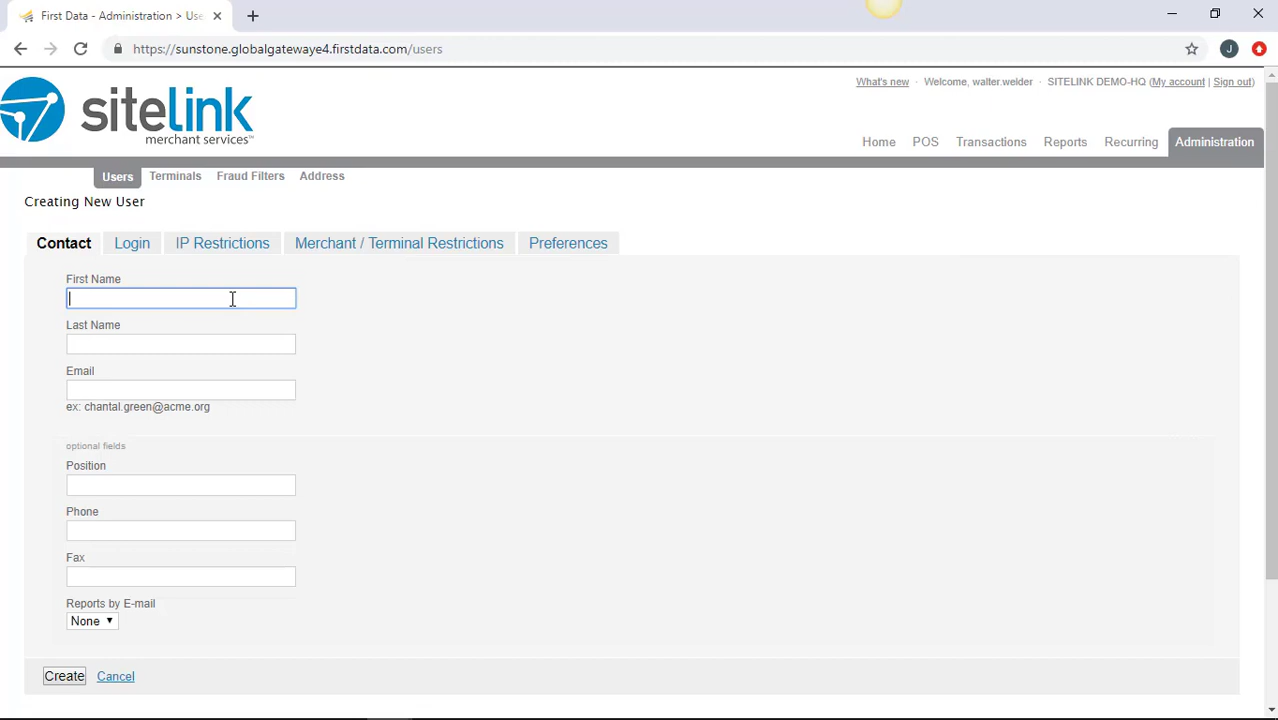 First Data - Administration > Use
https://sunstone.globalgatewaye4.firstdata.com/users
J
What's new · Welcome, walter.welder · SITELINK DEMO-HQ (My account | Sign out)
sitelink
merchant services™
Home POS Transactions Reports Recurring Administration
Users Terminals Fraud Filters Address
Creating New User
Contact Login IP Restrictions Merchant / Terminal Restrictions Preferences
First Name
Last Name
Email
ex: chantal.green@acme.org
optional fields
Position
Phone
Fax
Reports by E-mail
None
Create Cancel